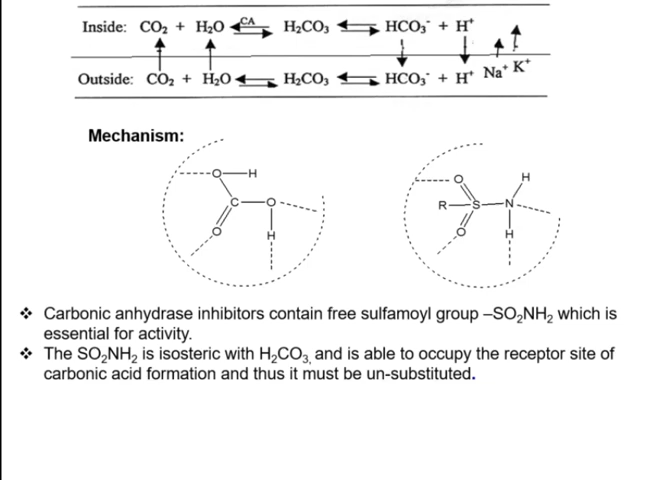 Inside: CO₂ + H₂O CA H₂CO₃ HCO₃⁻ + H⁺
Outside: CO₂ + H₂O H₂CO₃ HCO₃⁻ + H⁺ Na⁺ K⁺
Mechanism:
O H
C O
O H
H
O
R S N
O H
❖ Carbonic anhydrase inhibitors contain free sulfamoyl group –SO₂NH₂ which is
essential for activity.
❖ The SO₂NH₂ is isosteric with H₂CO₃, and is able to occupy the receptor site of
carbonic acid formation and thus it must be un-substituted.